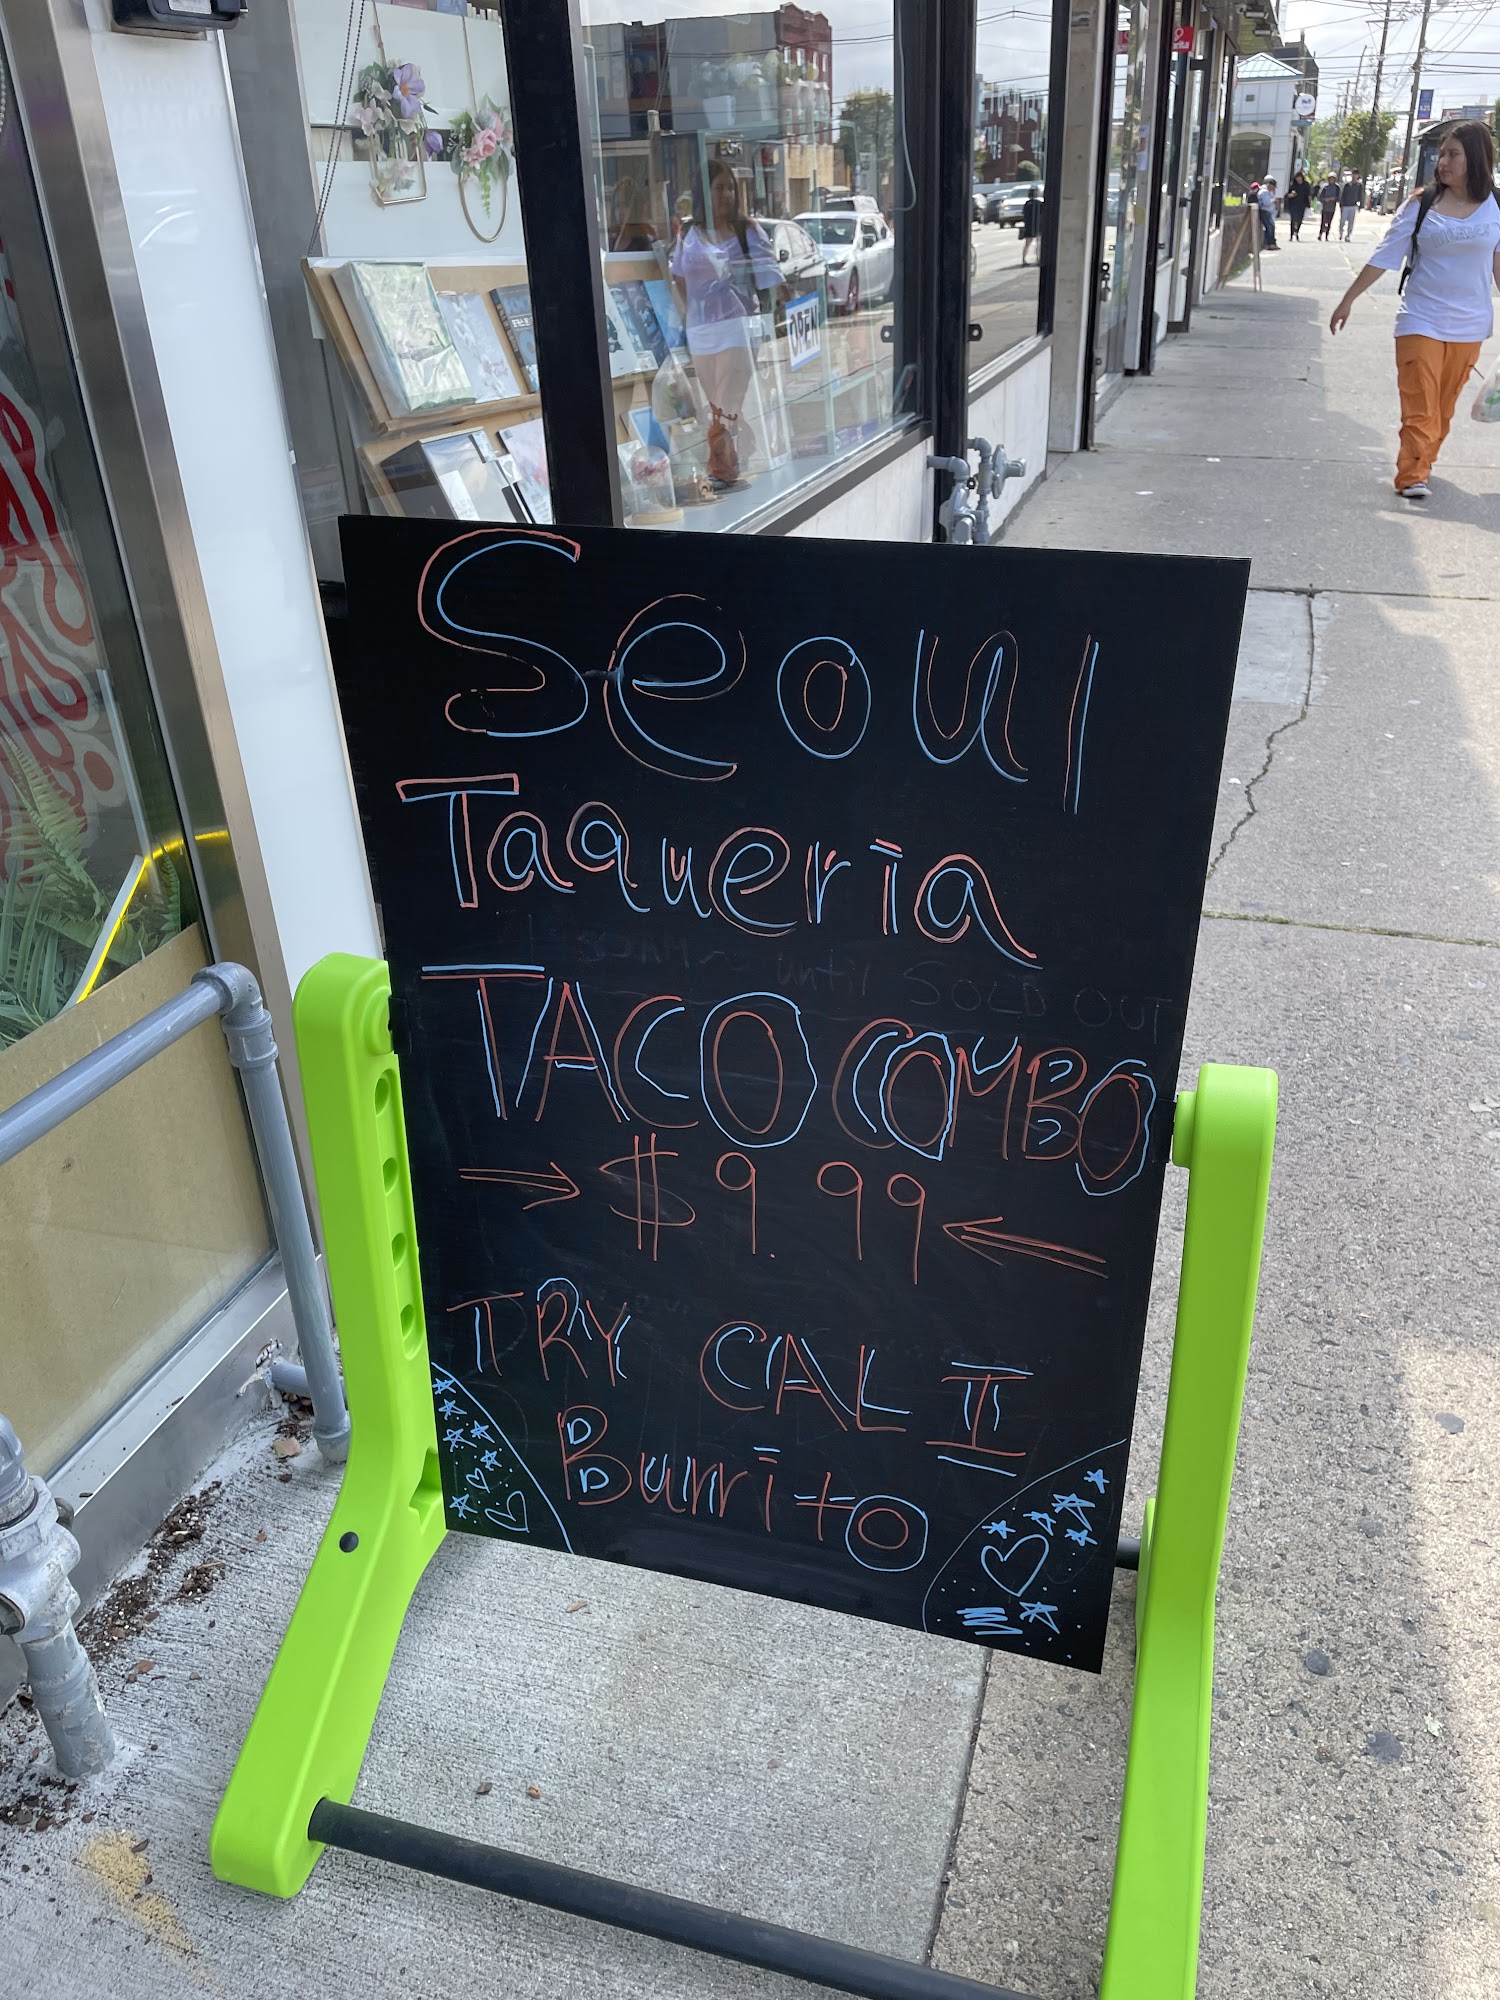 Seoul
Taqueria
until SOLD OUT
TACO COMBO
$9.99
TRY CALI
Burrito
OPEN